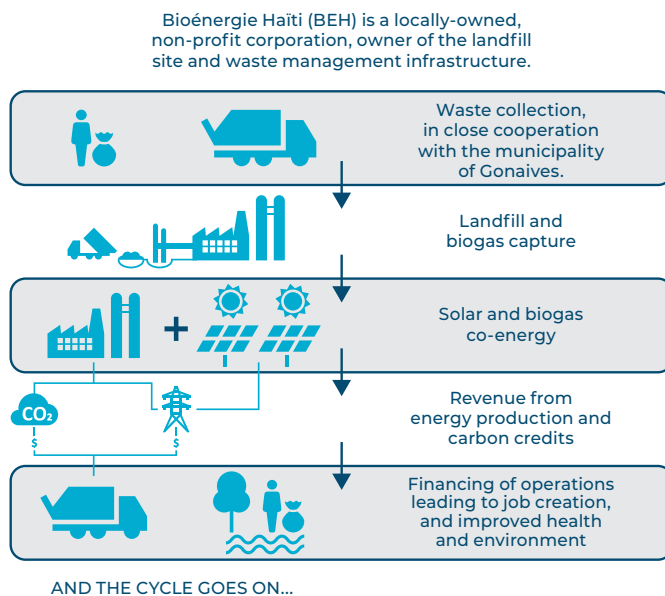 Bioénergie Haïti (BEH) is a locally-owned,
non-profit corporation, owner of the landfill
site and waste management infrastructure.
Waste collection,
in close cooperation
with the municipality
of Gonaives.
Landfill and
biogas capture
+
Solar and biogas
co-energy
CO₂
$
$
Revenue from
energy production and
carbon credits
Financing of operations
leading to job creation,
and improved health
and environment
AND THE CYCLE GOES ON...